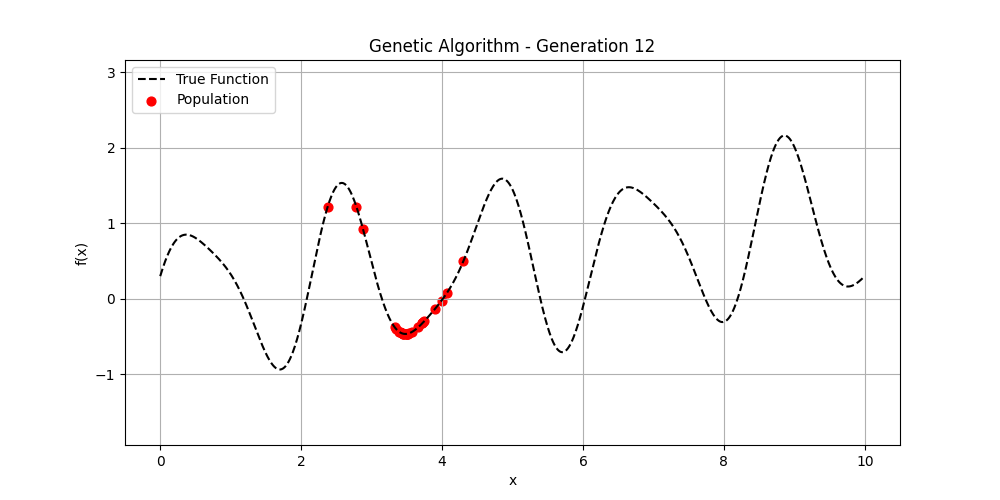 Genetic Algorithm - Generation 12
True Function
Population
3
2
1
0
−1
f(x)
0 2 4 6 8 10
x